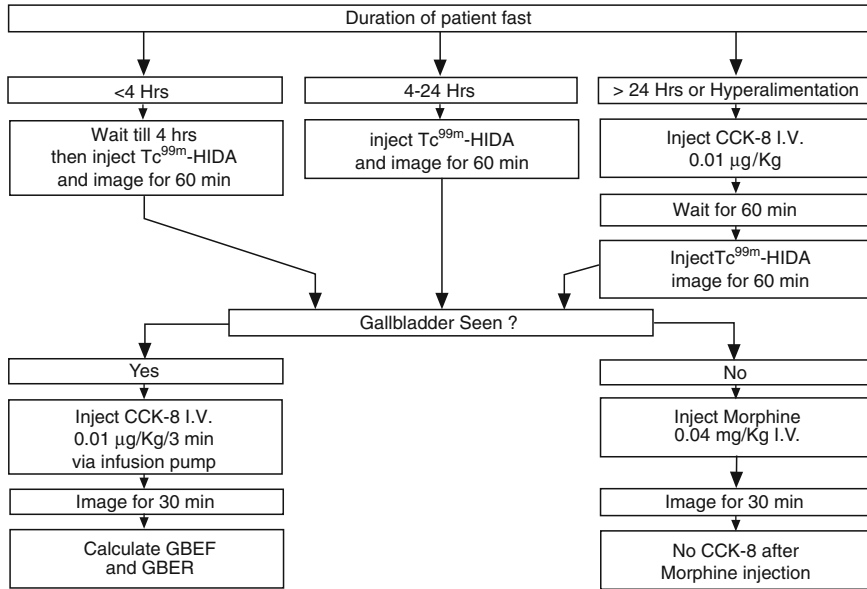 Duration of patient fast
<4 Hrs
4-24 Hrs
> 24 Hrs or Hyperalimentation
Wait till 4 hrs
then inject Tc99m-HIDA
and image for 60 min
inject Tc99m-HIDA
and image for 60 min
Inject CCK-8 I.V.
0.01 µg/Kg
Wait for 60 min
InjectTc99m-HIDA
image for 60 min
Gallbladder Seen ?
Yes
Inject CCK-8 I.V.
0.01 µg/Kg/3 min
via infusion pump
Image for 30 min
Calculate GBEF
and GBER
No
Inject Morphine
0.04 mg/Kg I.V.
Image for 30 min
No CCK-8 after
Morphine injection